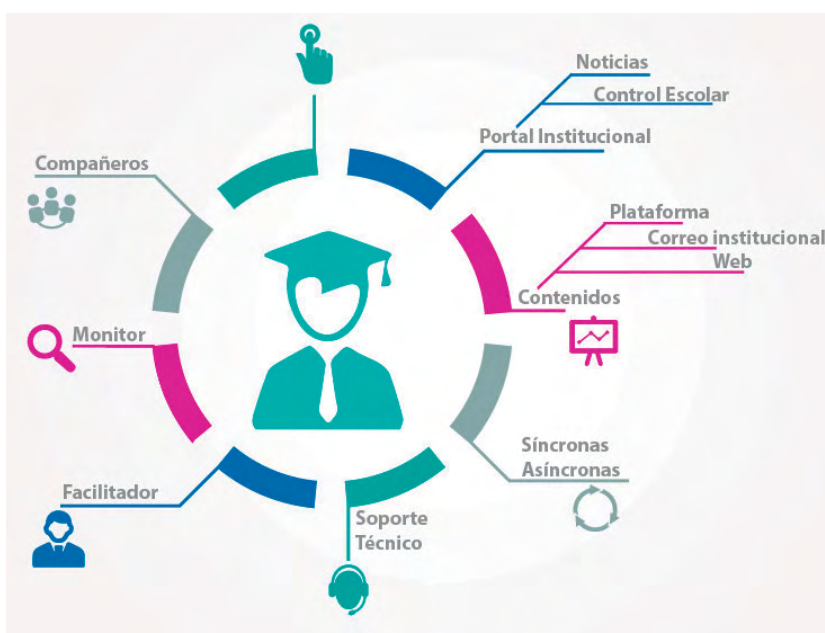 Noticias
Control Escolar
Portal Institucional
Compañeros
Plataforma
Correo institucional
Web
Contenidos
Monitor
Síncronas
Asíncronas
Facilitador
Soporte
Técnico